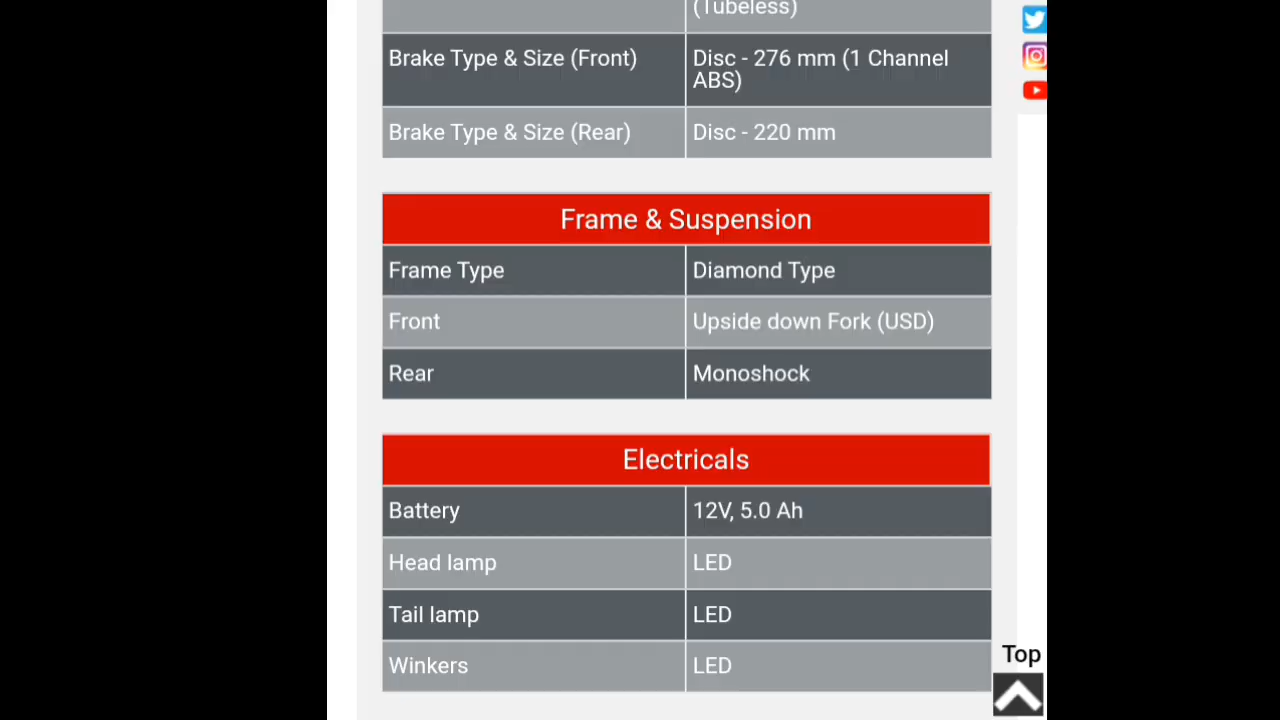 (Tubeless)
Brake Type & Size (Front)
Disc - 276 mm (1 Channel
ABS)
Brake Type & Size (Rear)
Disc - 220 mm
Frame & Suspension
Frame Type
Diamond Type
Front
Upside down Fork (USD)
Rear
Monoshock
Electricals
Battery
12V, 5.0 Ah
Head lamp
LED
Tail lamp
LED
Winkers
LED
Top